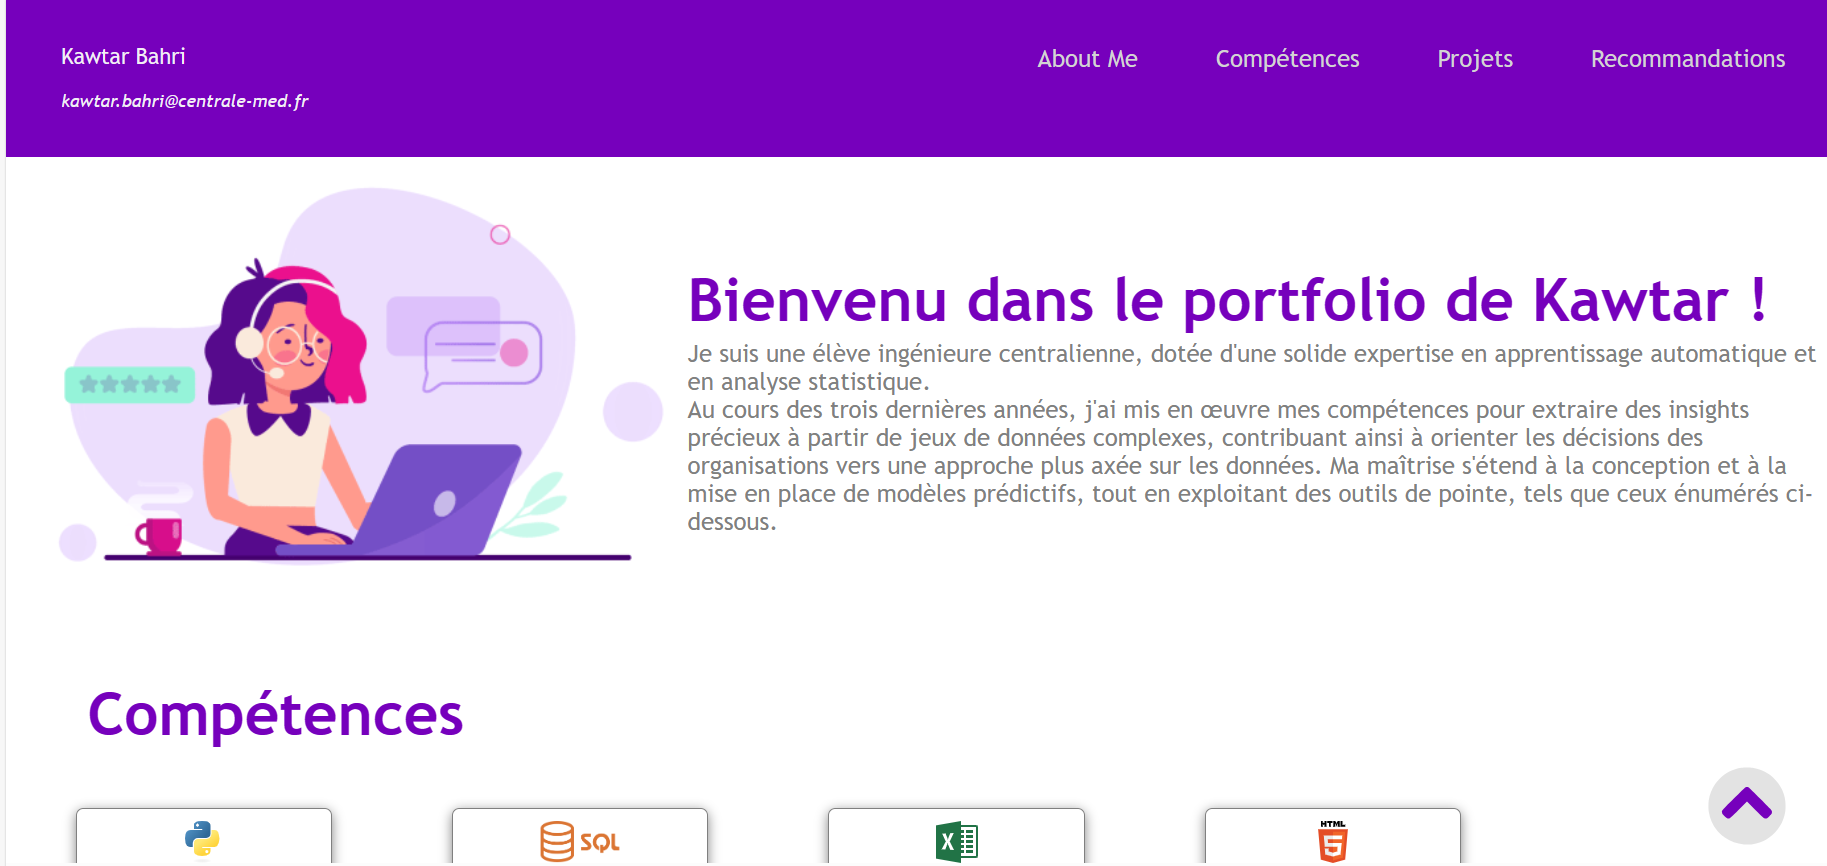 Kawtar Bahri
kawtar.bahri@centrale-med.fr
About Me
Compétences
Projets
Recommandations
Bienvenu dans le portfolio de Kawtar !
Je suis une élève ingénieure centralienne, dotée d'une solide expertise en apprentissage automatique et
en analyse statistique.
Au cours des trois dernières années, j'ai mis en œuvre mes compétences pour extraire des insights
précieux à partir de jeux de données complexes, contribuant ainsi à orienter les décisions des
organisations vers une approche plus axée sur les données. Ma maîtrise s'étend à la conception et à la
mise en place de modèles prédictifs, tout en exploitant des outils de pointe, tels que ceux énumérés ci-
dessous.
Compétences
SQL
X
HTML
5